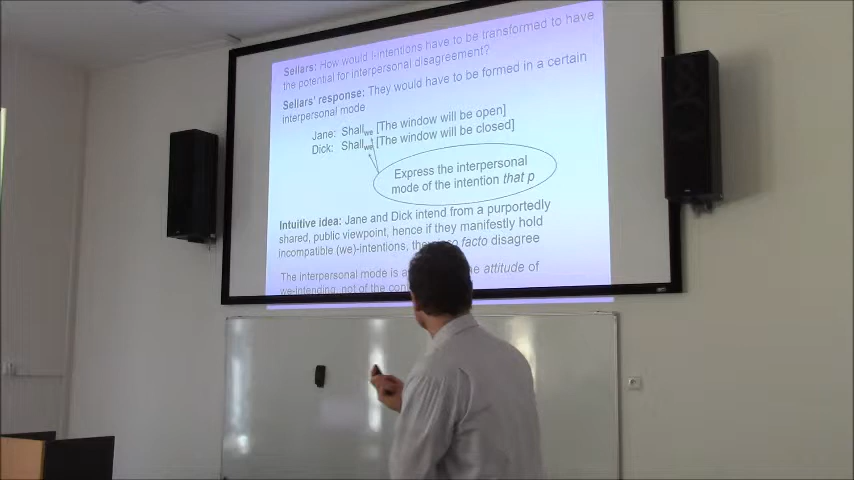 Sellars: How would I-intentions have to be transformed to have
the potential for interpersonal disagreement?
Sellars' response: They would have to be formed in a certain
interpersonal mode
Jane: Shallwe [The window will be open]
Dick: Shallwe [The window will be closed]
Express the interpersonal
mode of the intention that p
Intuitive idea: Jane and Dick intend from a purportedly
shared, public viewpoint, hence if they manifestly hold
incompatible (we)-intentions, they so facto disagree
The interpersonal mode is attitude of
we-intending, not of the